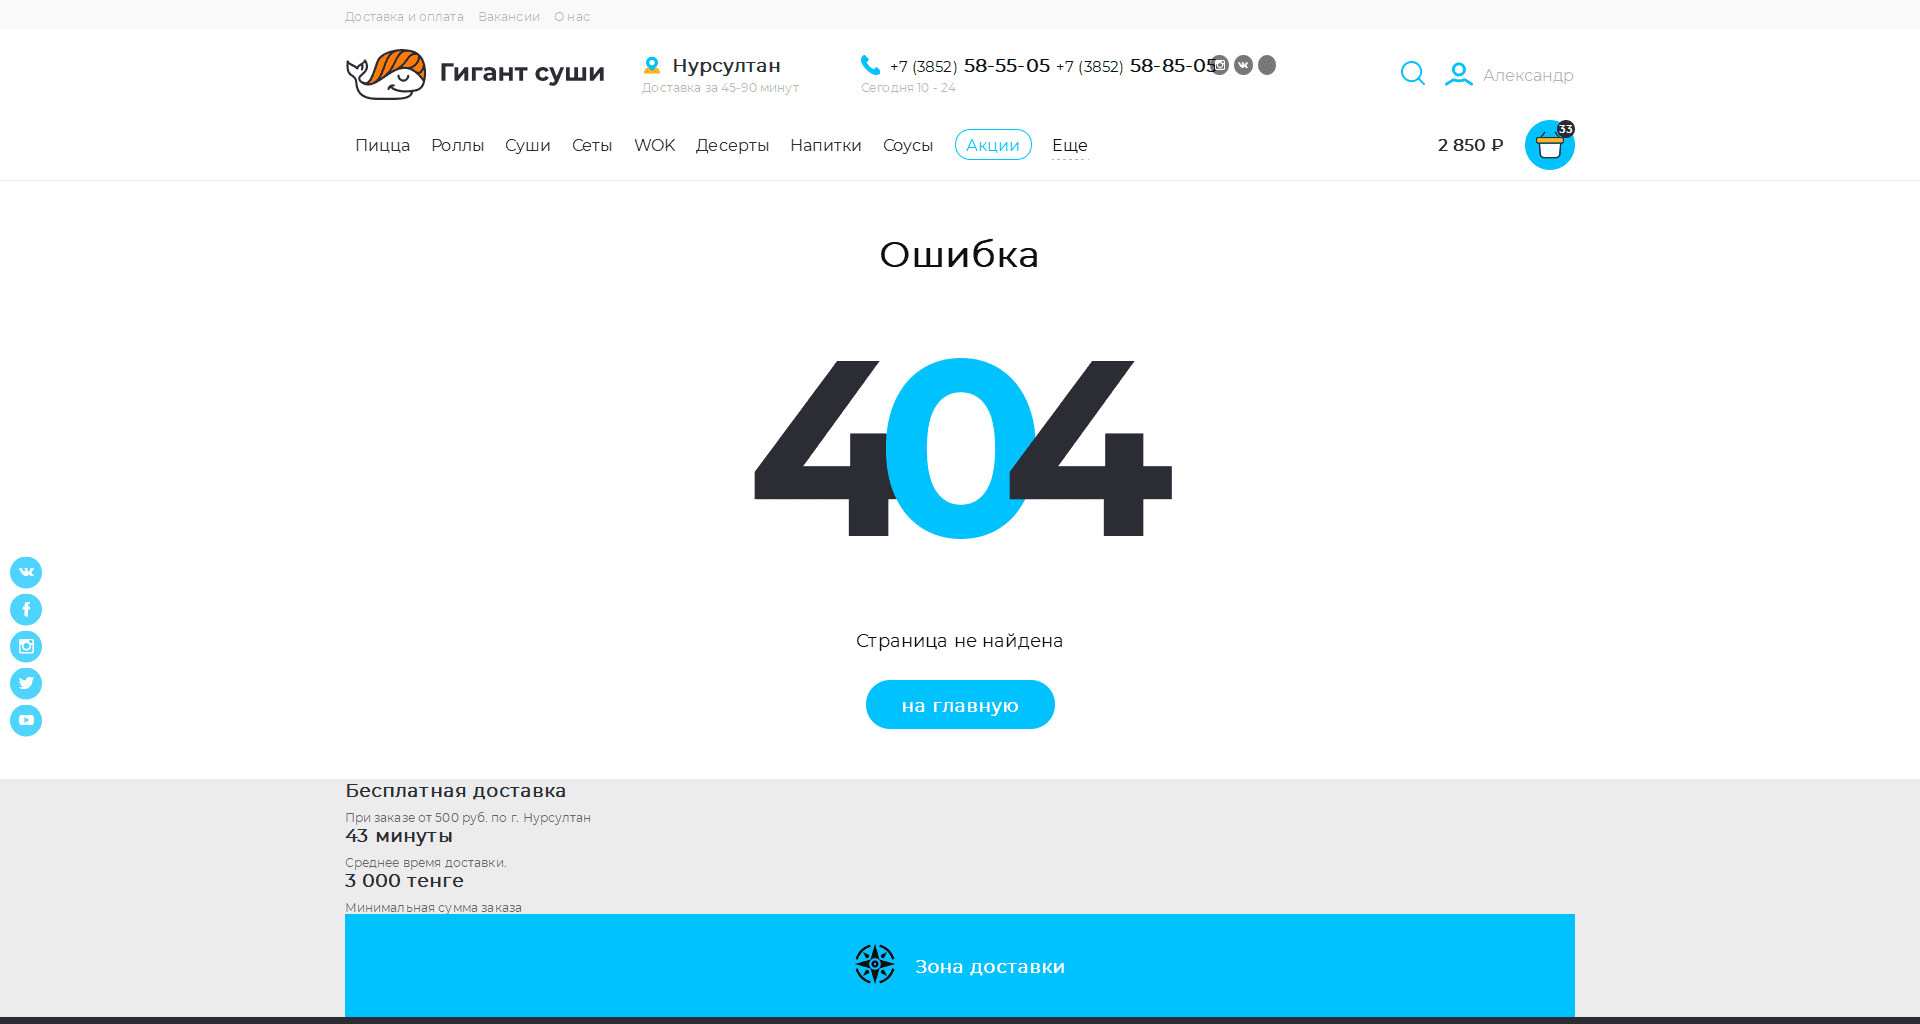 Доставка и оплата Вакансии О нас
Гигант суши
Нурсултан
Доставка за 45-90 минут
+7 (3852) 58-55-05 +7 (3852) 58-85-05
Сегодня 10 - 24
Александр
Пицца Роллы Суши Сеты WOK Десерты Напитки Соусы Акции Еще
2 850 ₽
33
Ошибка
404
Страница не найдена
на главную
Бесплатная доставка
При заказе от 500 руб. по г. Нурсултан
43 минуты
Среднее время доставки.
3 000 тенге
Минимальная сумма заказа
Зона доставки